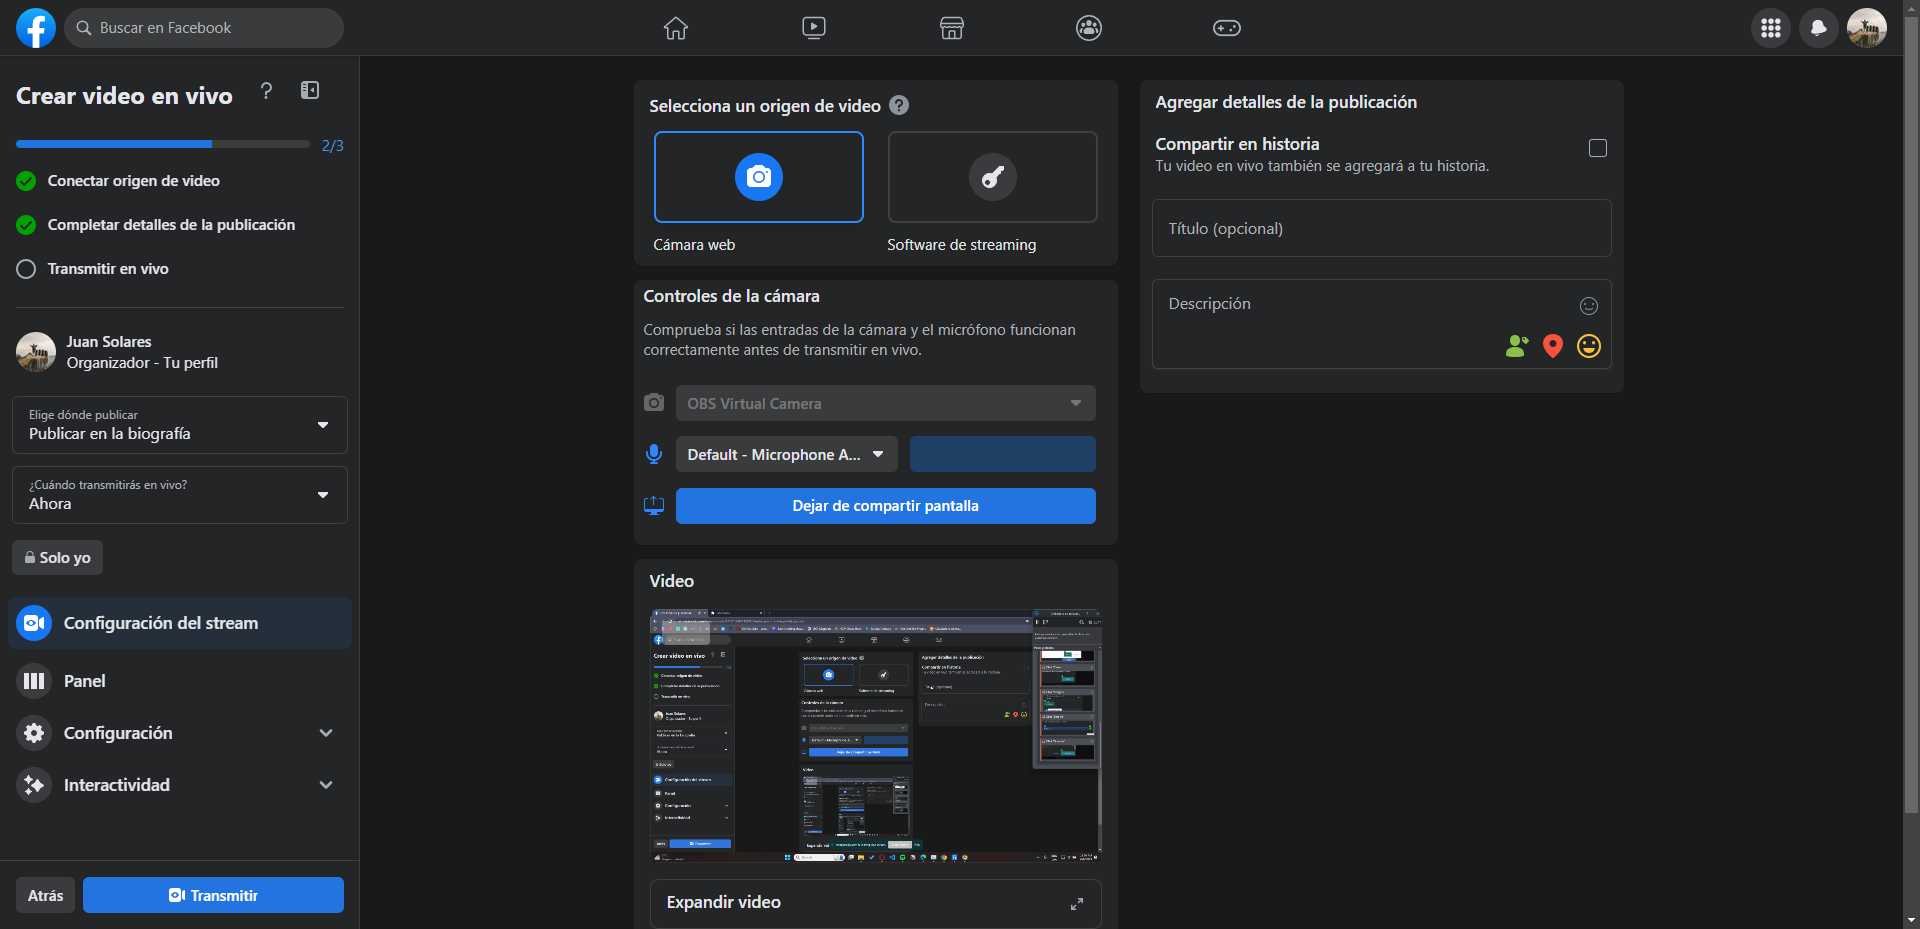 Buscar en Facebook
Crear video en vivo
2/3
Conectar origen de video
Completar detalles de la publicación
Transmitir en vivo
Juan Solares
Organizador - Tu perfil
Elige dónde publicar
Publicar en la biografía
¿Cuándo transmitirás en vivo?
Ahora
Solo yo
Configuración del stream
Panel
Configuración
Interactividad
Atrás
Transmitir
Selecciona un origen de video
Cámara web
Software de streaming
Controles de la cámara
Comprueba si las entradas de la cámara y el micrófono funcionan
correctamente antes de transmitir en vivo.
OBS Virtual Camera
Default - Microphone A...
Dejar de compartir pantalla
Video
Expandir video
Agregar detalles de la publicación
Compartir en historia
Tu video en vivo también se agregará a tu historia.
Título (opcional)
Descripción